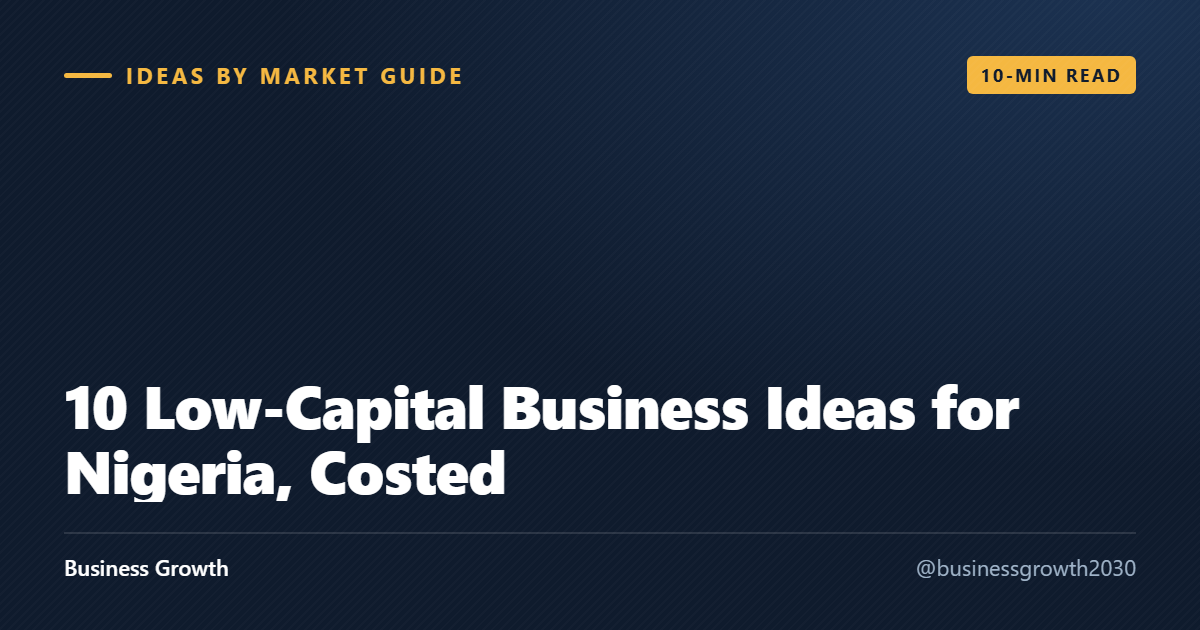 IDEAS BY MARKET GUIDE
10-MIN READ
10 Low-Capital Business Ideas for
Nigeria, Costed
Business Growth
@businessgrowth2030